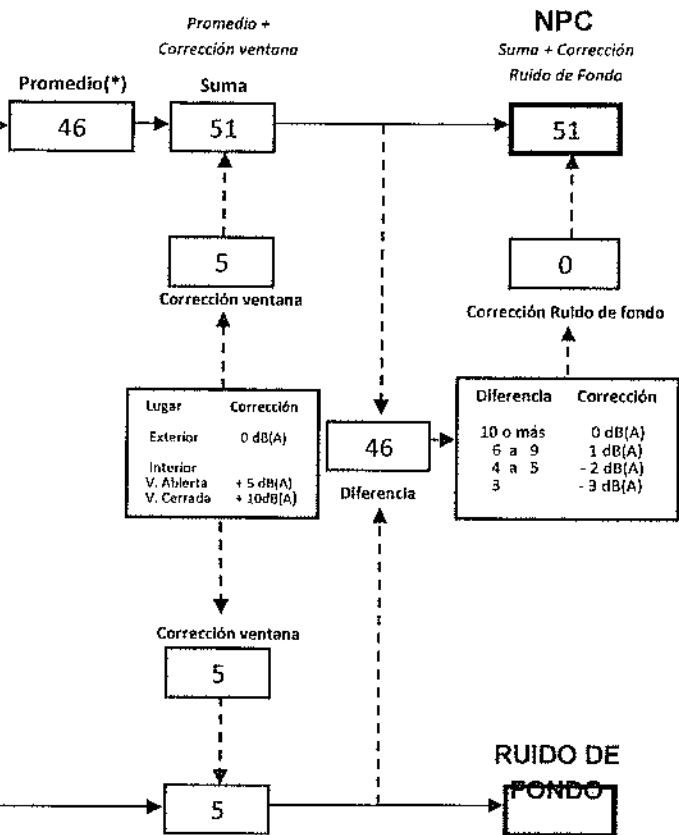 Promedio +
Corrección ventana
NPC
Suma + Corrección
Ruido de Fondo
Promedio(*)
Suma
46
51
51
5
Corrección ventana
0
Corrección Ruido de fondo
Lugar Corrección
Exterior 0 dB(A)
Interior
V. Abierta + 5 dB(A)
V. Cerrada + 10dB(A)
46
Diferencia
Diferencia Corrección
10 o más 0 dB(A)
6 a 9 1 dB(A)
4 a 5 - 2 dB(A)
3 - 3 dB(A)
Corrección ventana
5
5
RUIDO DE
FONDO